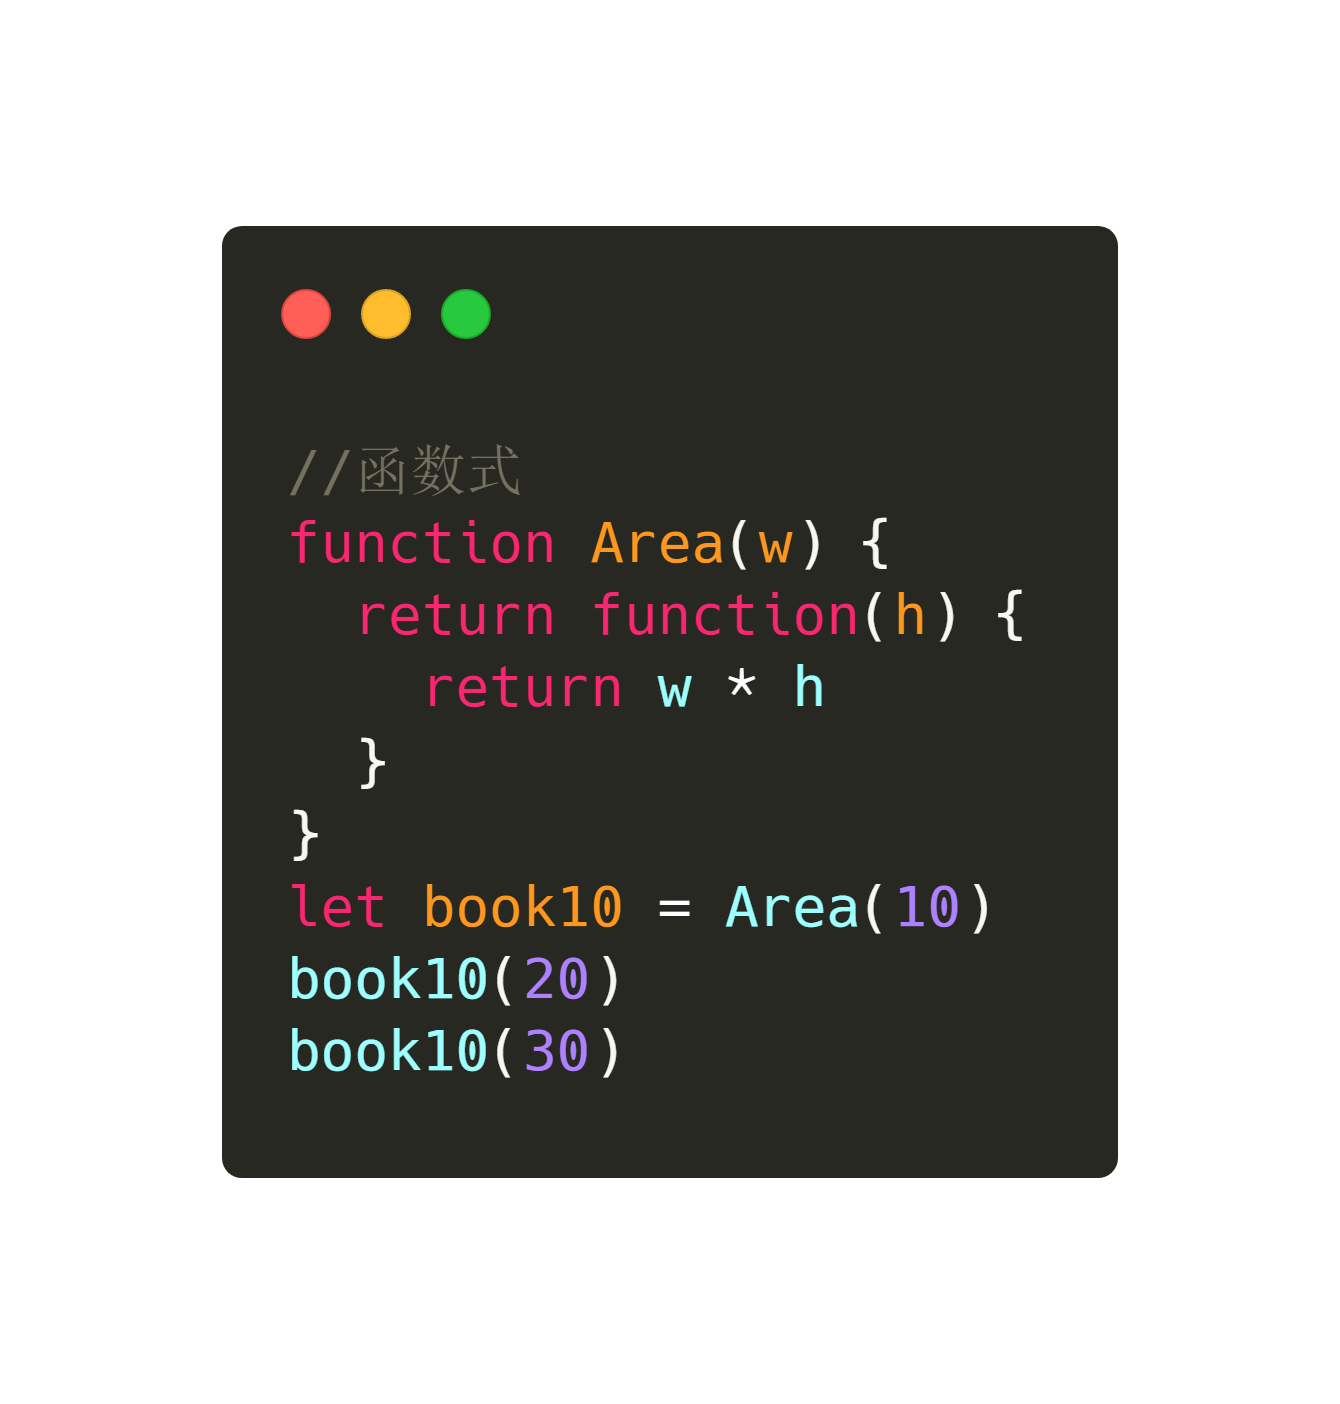 //函数式
function Area(w) {
  return function(h) {
    return w * h
  }
}
let book10 = Area(10)
book10(20)
book10(30)